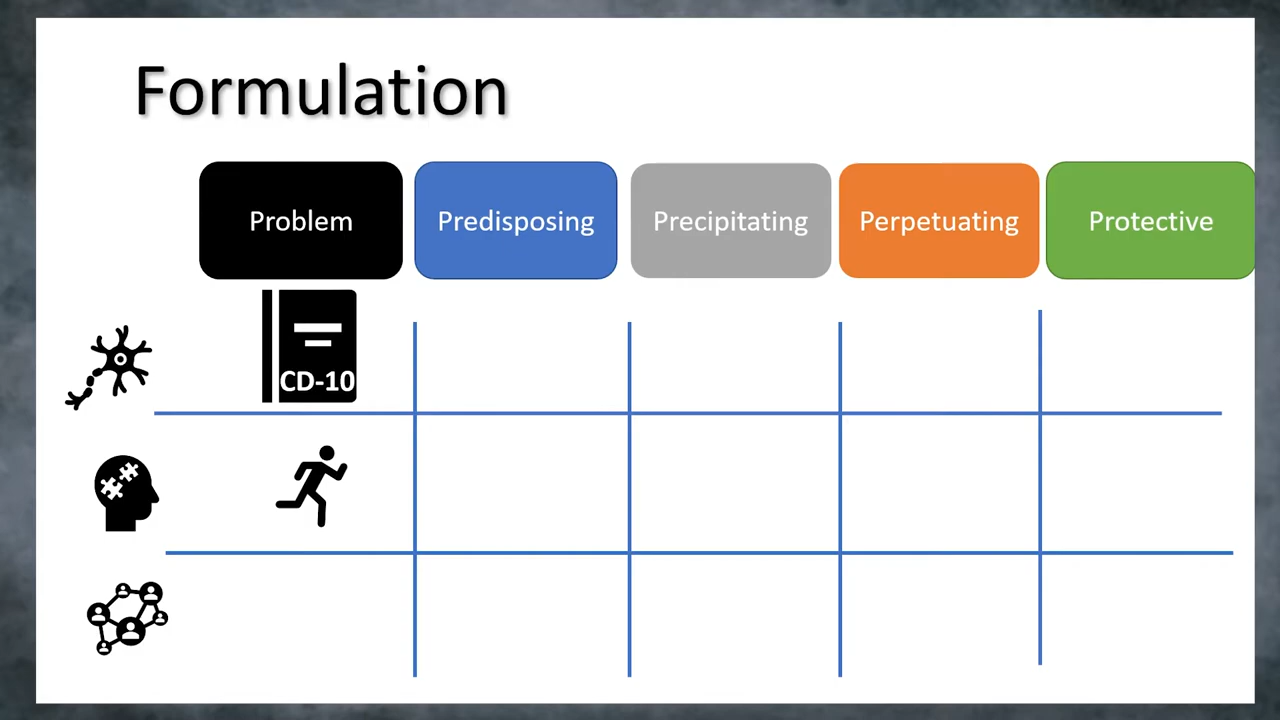 Formulation
Problem
Predisposing
Precipitating
Perpetuating
Protective
CD-10